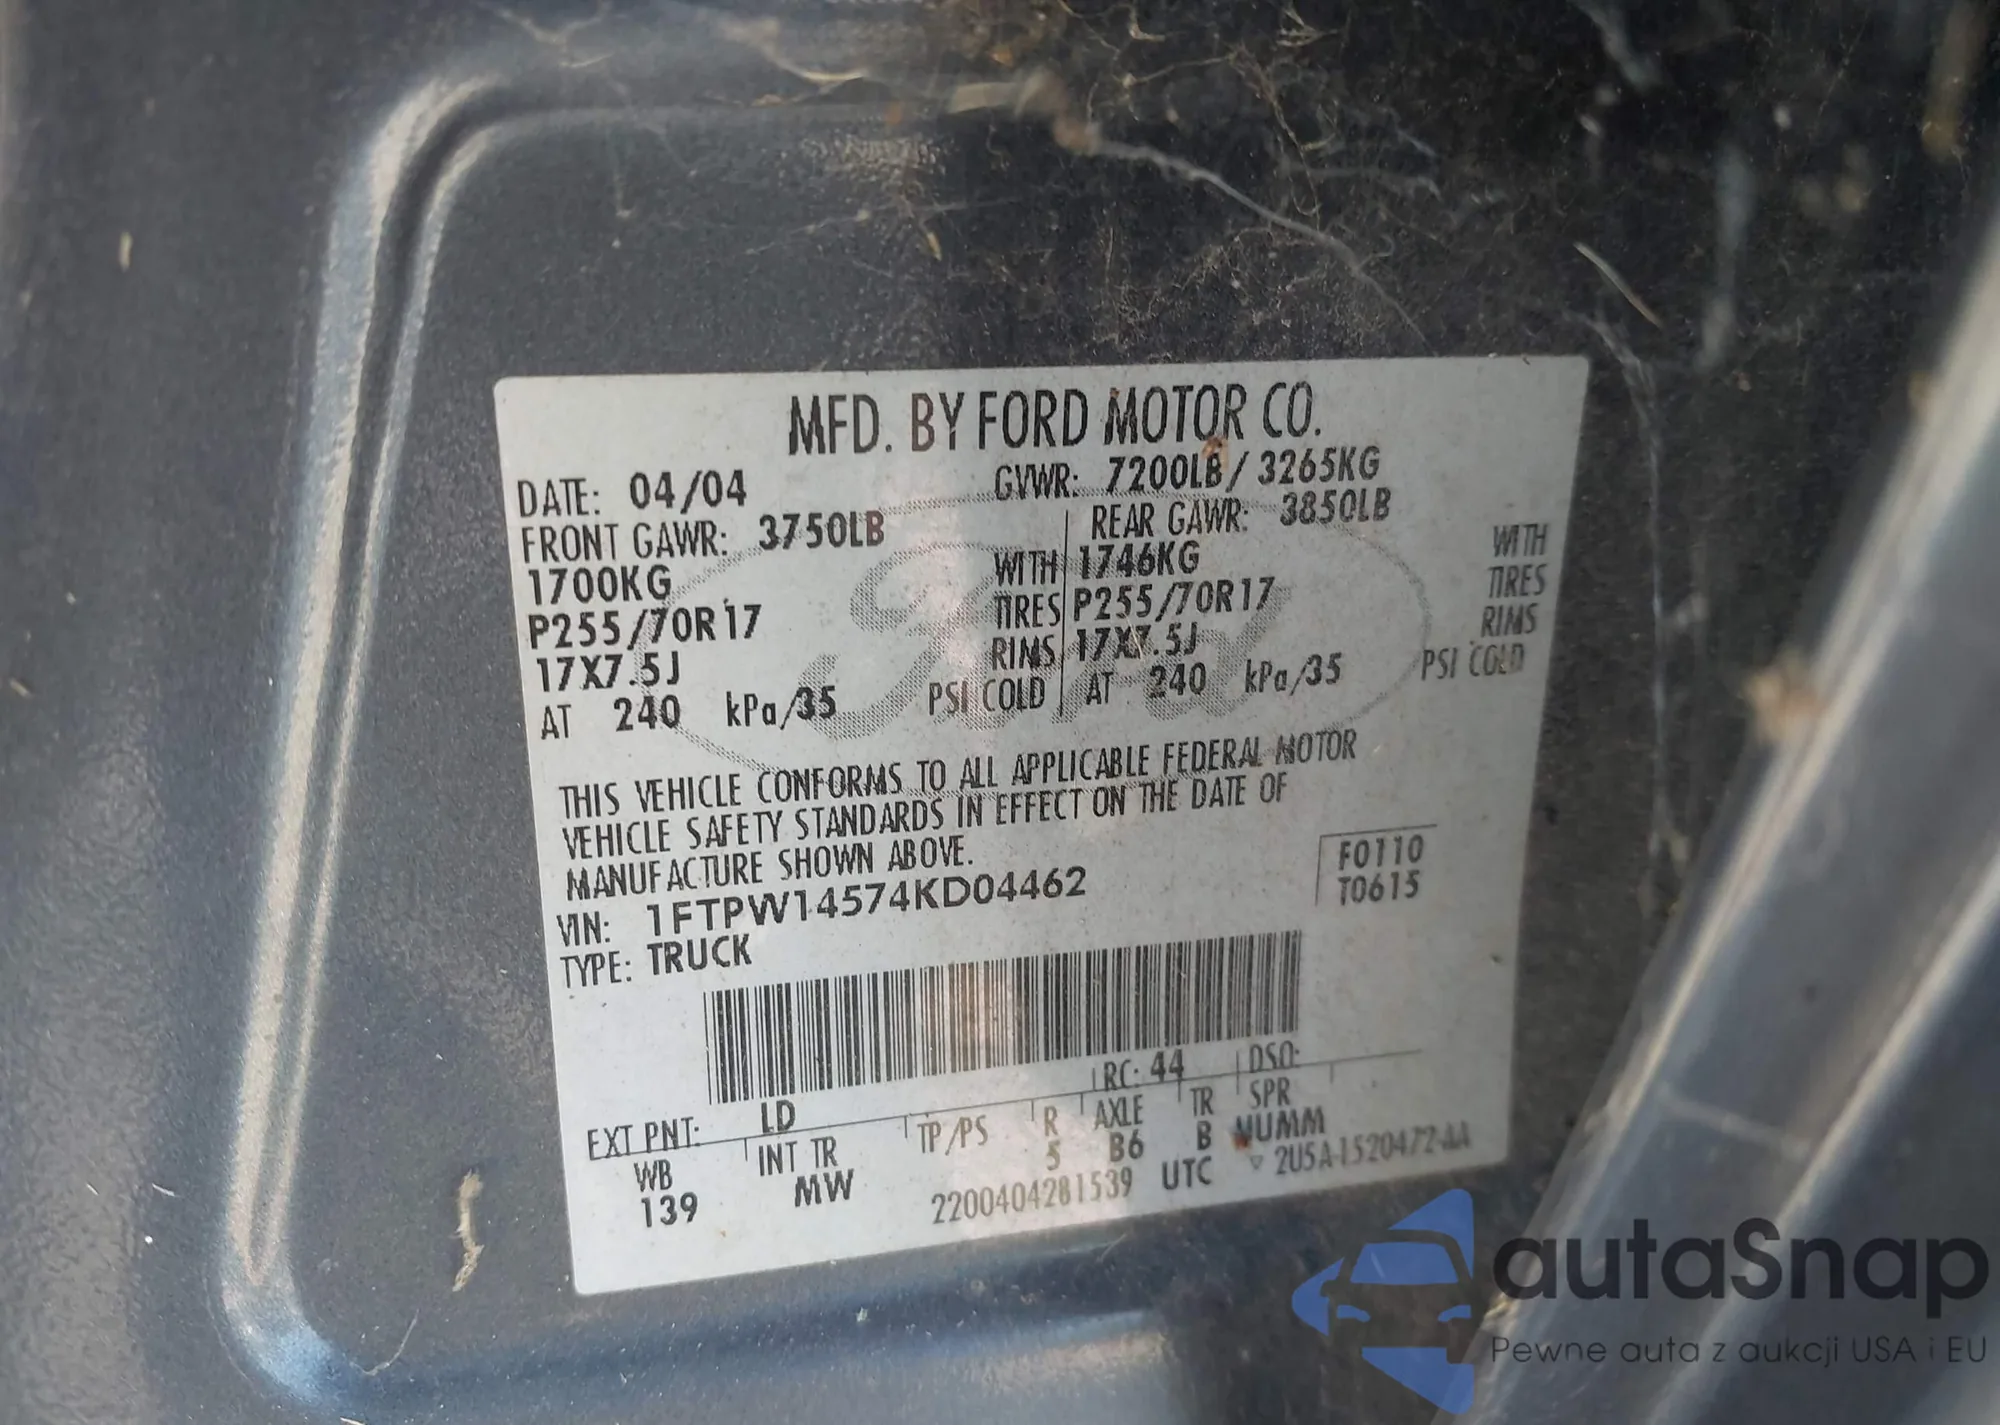 MFD. BY FORD MOTOR CO.
DATE: 04/04 GVWR: 7200LB / 3265KG
FRONT GAWR: 3750LB REAR GAWR: 3850LB
1700KG WITH 1746KG WITH
P255/70R17 TIRES P255/70R17 TIRES
17X7.5J RIMS 17X7.5J RIMS
AT 240 kPa/35 PSI COLD AT 240 kPa/35 PSI COLD
THIS VEHICLE CONFORMS TO ALL APPLICABLE FEDERAL MOTOR
VEHICLE SAFETY STANDARDS IN EFFECT ON THE DATE OF
MANUFACTURE SHOWN ABOVE.
F0110
VIN: 1FTPW14574KD04462 T0615
TYPE: TRUCK
EXT PNT: LD RC: 44 DSO:
WB INT TR TP/PS R AXLE TR SPR
139 MW 5 B6 B VUMM
2200404281539 UTC ▽ 2U5A-1520472-AA
Ford
autaSnap
Pewne auta z aukcji USA i EU